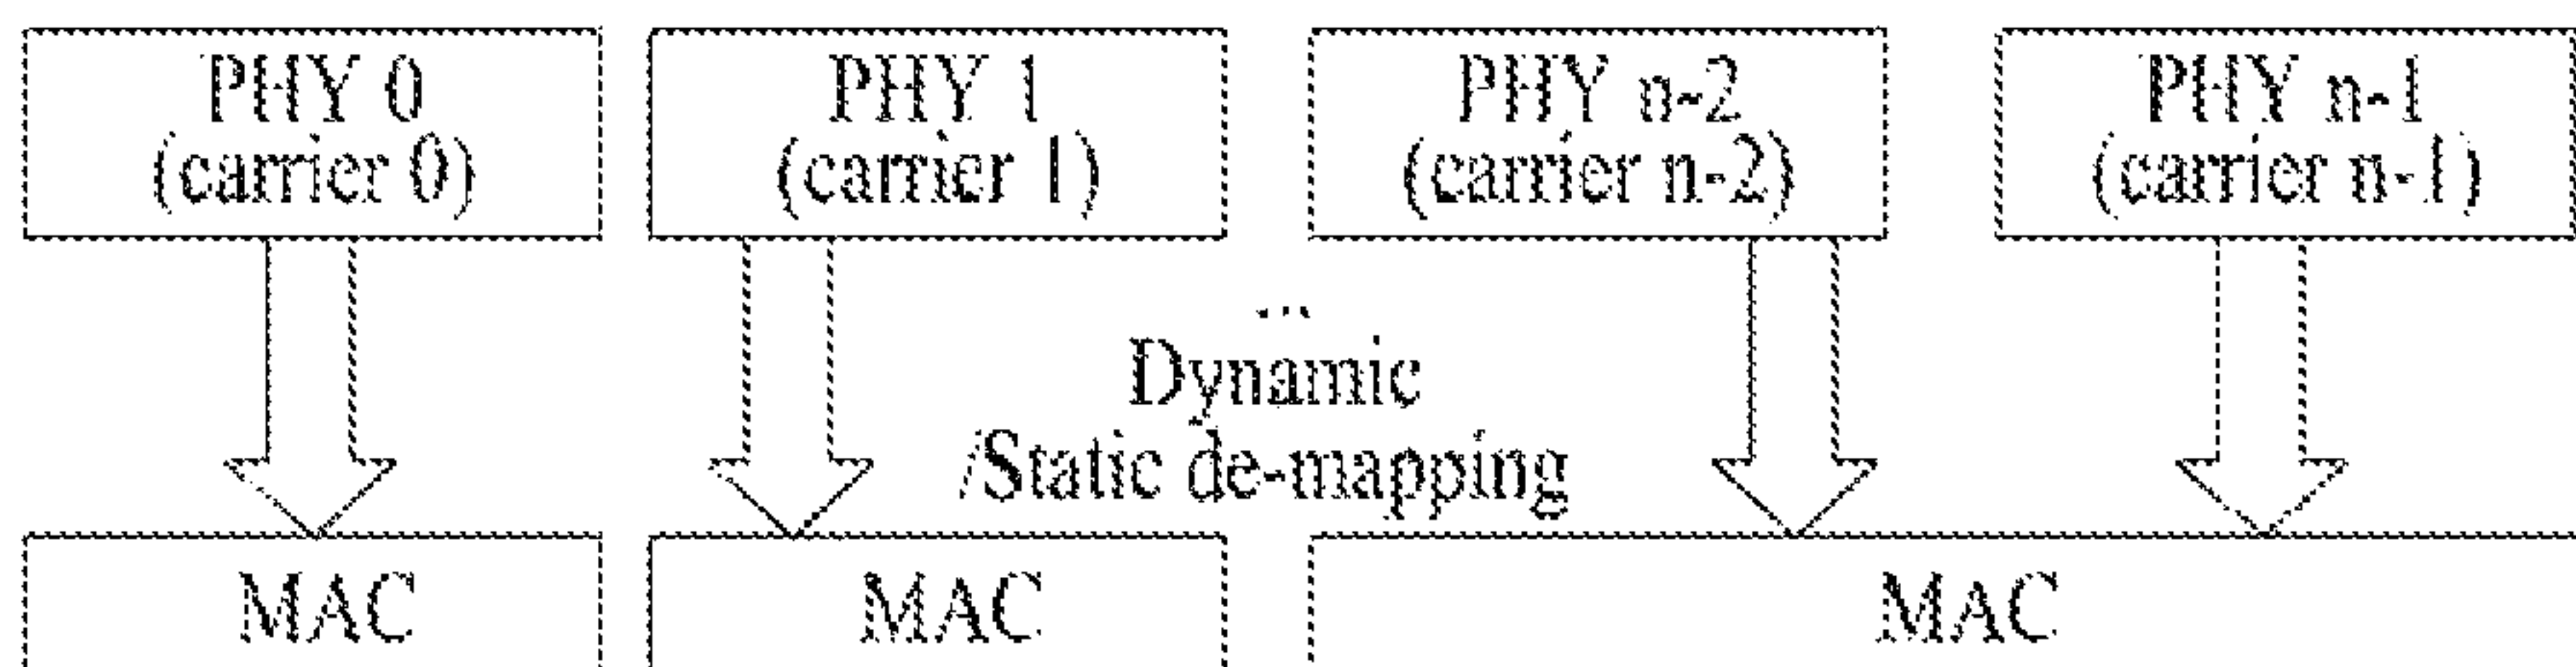 PHY 0
(carrier 0)
PHY 1
(carrier 1)
PHY n-2
(carrier n-2)
PHY n-1
(carrier n-1)
...
Dynamic
/Static de-mapping
MAC
MAC
MAC